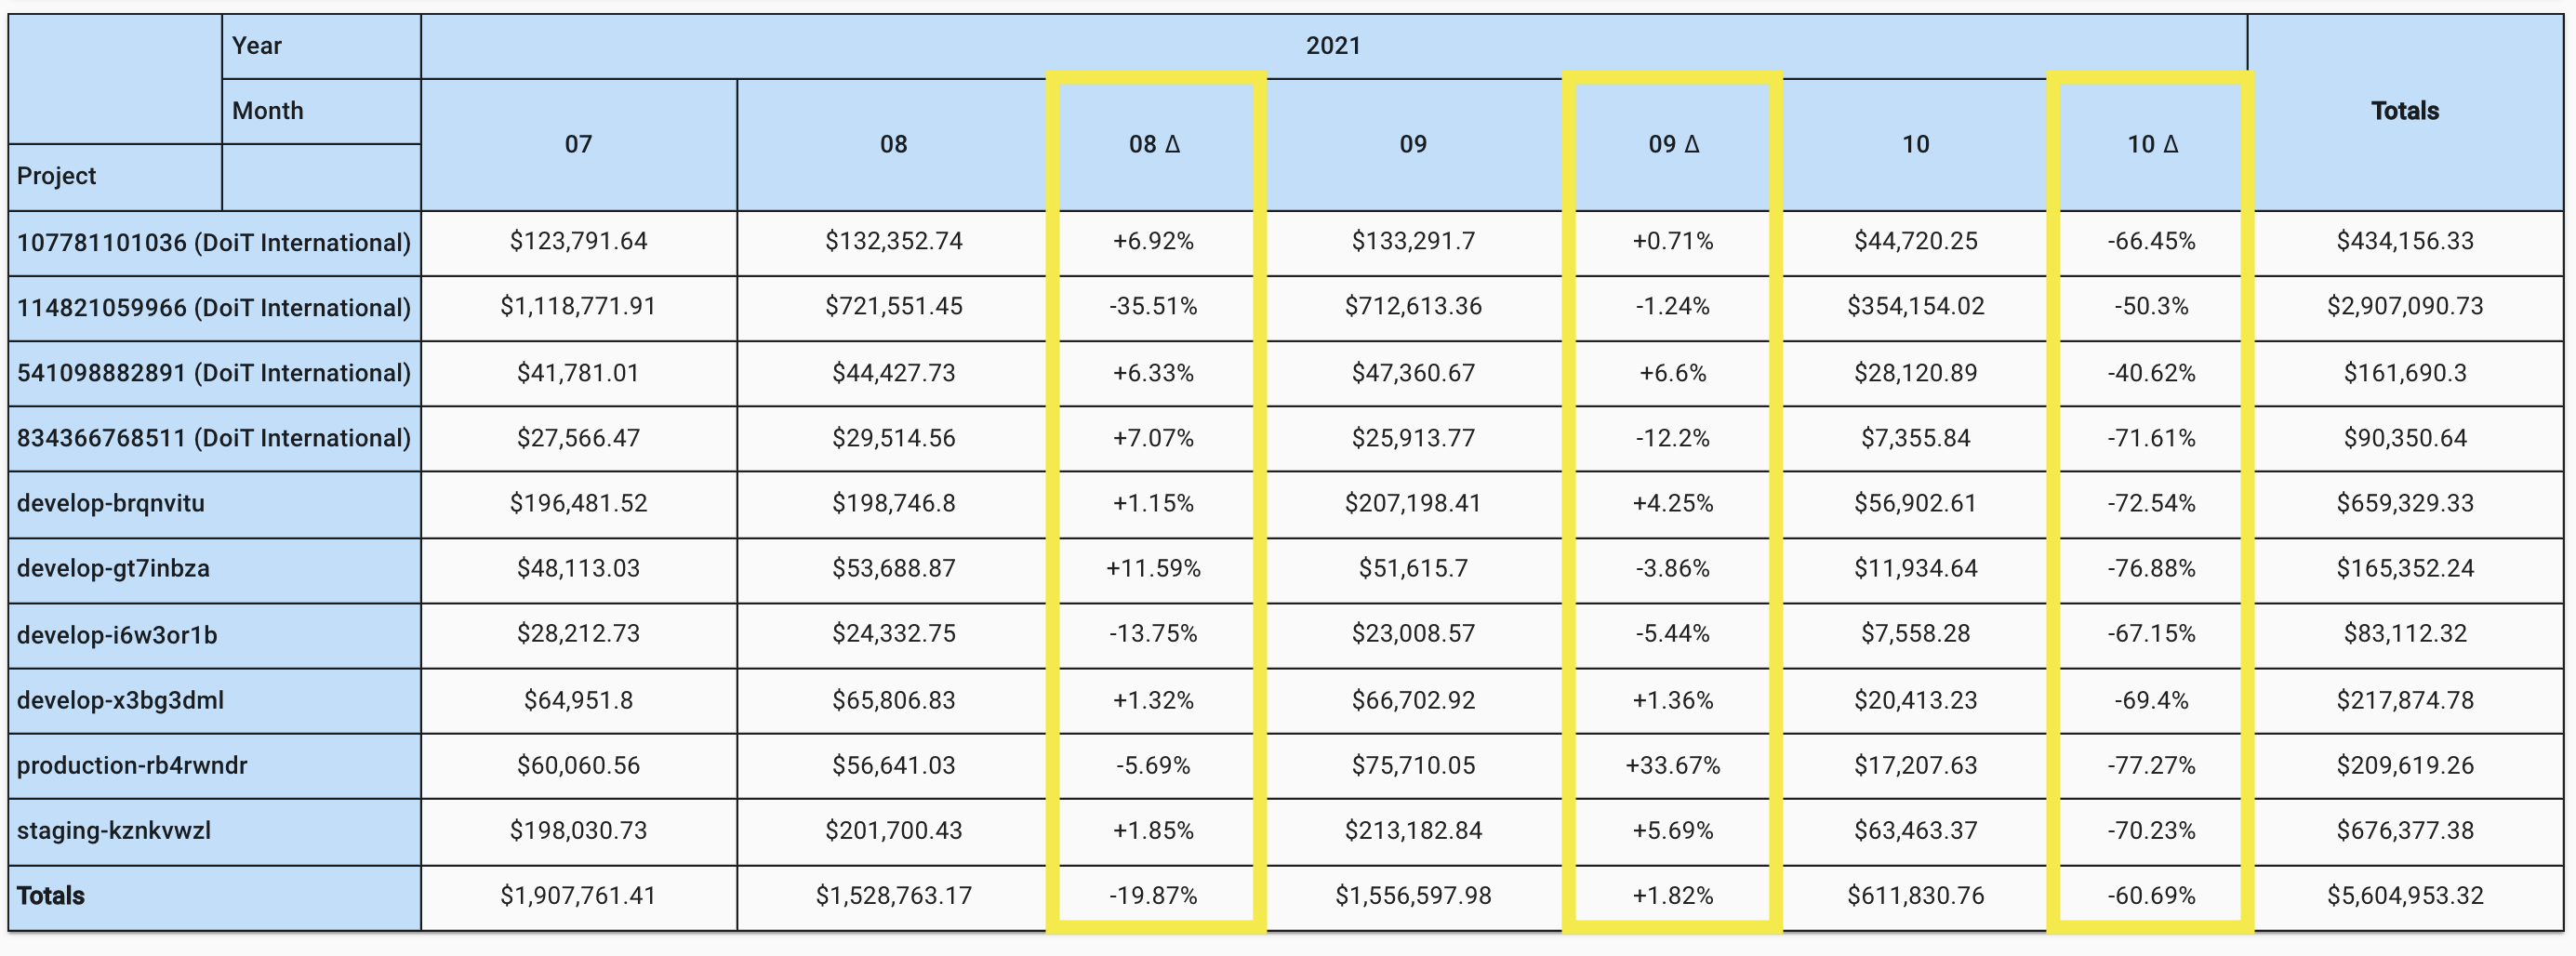 Year 2021 Totals
Month 07 08 08 Δ 09 09 Δ 10 10 Δ
Project
107781101036 (DoiT International) $123,791.64 $132,352.74 +6.92% $133,291.7 +0.71% $44,720.25 -66.45% $434,156.33
114821059966 (DoiT International) $1,118,771.91 $721,551.45 -35.51% $712,613.36 -1.24% $354,154.02 -50.3% $2,907,090.73
541098882891 (DoiT International) $41,781.01 $44,427.73 +6.33% $47,360.67 +6.6% $28,120.89 -40.62% $161,690.3
834366768511 (DoiT International) $27,566.47 $29,514.56 +7.07% $25,913.77 -12.2% $7,355.84 -71.61% $90,350.64
develop-brqnvitu $196,481.52 $198,746.8 +1.15% $207,198.41 +4.25% $56,902.61 -72.54% $659,329.33
develop-gt7inbza $48,113.03 $53,688.87 +11.59% $51,615.7 -3.86% $11,934.64 -76.88% $165,352.24
develop-i6w3or1b $28,212.73 $24,332.75 -13.75% $23,008.57 -5.44% $7,558.28 -67.15% $83,112.32
develop-x3bg3dml $64,951.8 $65,806.83 +1.32% $66,702.92 +1.36% $20,413.23 -69.4% $217,874.78
production-rb4rwndr $60,060.56 $56,641.03 -5.69% $75,710.05 +33.67% $17,207.63 -77.27% $209,619.26
staging-kznkvwzl $198,030.73 $201,700.43 +1.85% $213,182.84 +5.69% $63,463.37 -70.23% $676,377.38
Totals $1,907,761.41 $1,528,763.17 -19.87% $1,556,597.98 +1.82% $611,830.76 -60.69% $5,604,953.32